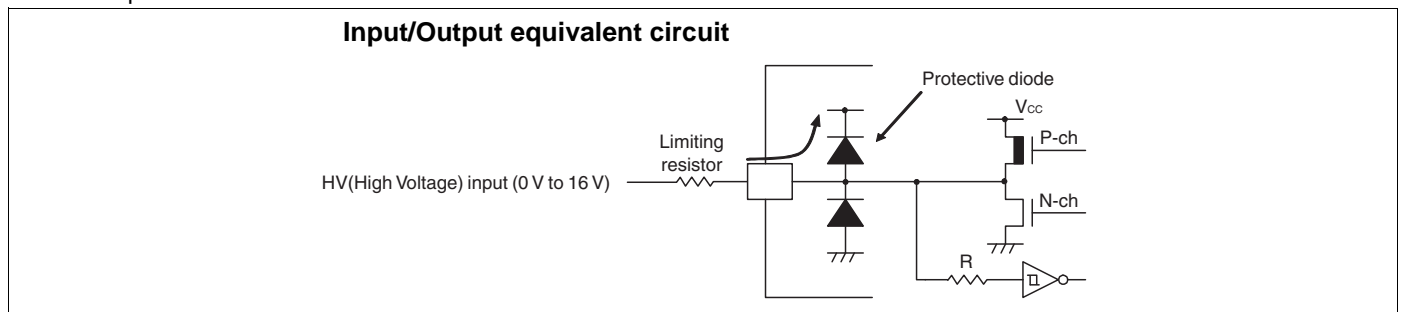 Input/Output equivalent circuit
Protective diode
Vcc
P-ch
Limiting
resistor
HV(High Voltage) input (0 V to 16 V)
N-ch
R